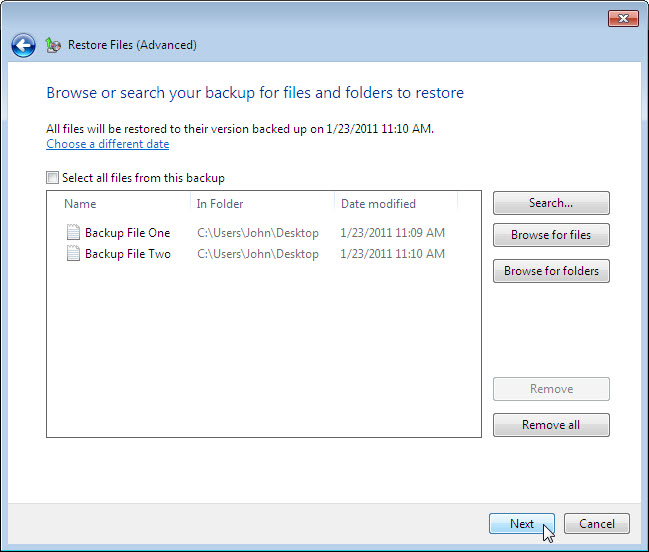 Restore Files (Advanced)
Browse or search your backup for files and folders to restore
All files will be restored to their version backed up on 1/23/2011 11:10 AM.
Choose a different date
Select all files from this backup
Name In Folder Date modified
Backup File One C:\Users\John\Desktop 1/23/2011 11:09 AM
Backup File Two C:\Users\John\Desktop 1/23/2011 11:10 AM
Search...
Browse for files
Browse for folders
Remove
Remove all
Next Cancel